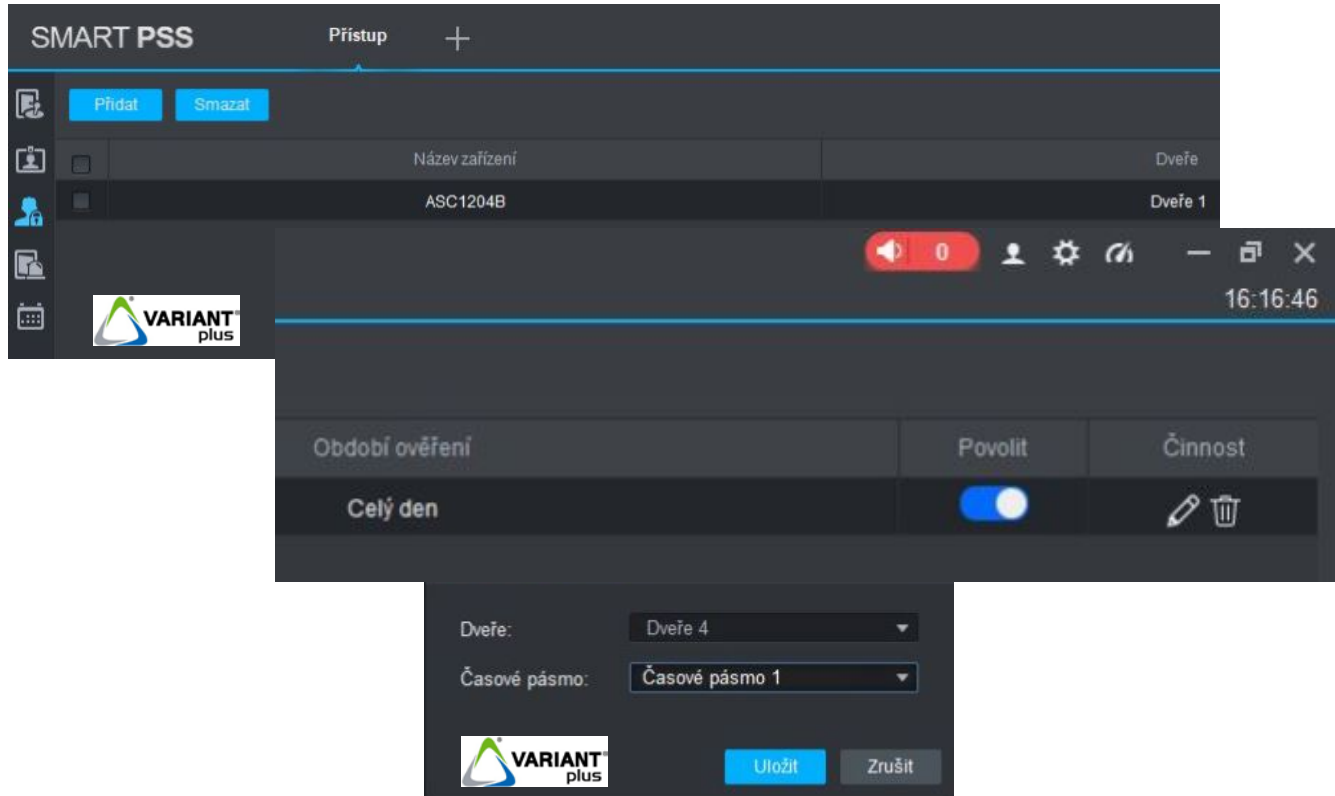 SMART PSS
Přístup
Přidat Smazat
Název zařízení Dveře
ASC1204B Dveře 1
0
16:16:46
VARIANT®
plus
Období ověření Povolit Činnost
Celý den
Dveře: Dveře 4
Časové pásmo: Časové pásmo 1
VARIANT®
plus
Uložit Zrušit